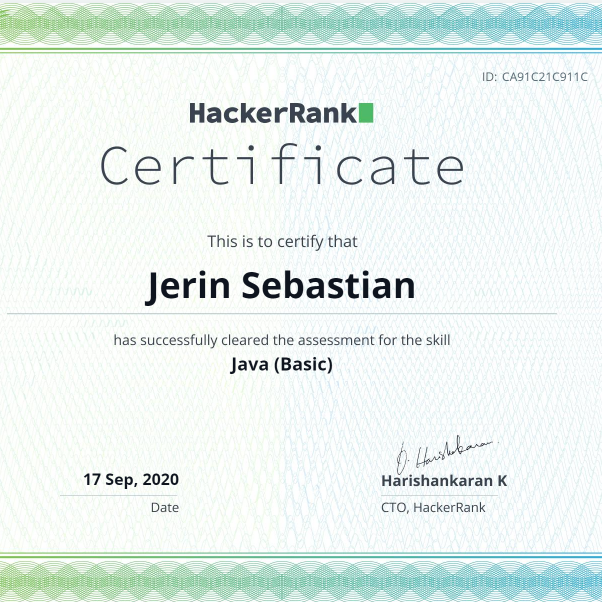 ID: CA91C21C911C
HackerRank
Certificate
This is to certify that
Jerin Sebastian
has successfully cleared the assessment for the skill
Java (Basic)
D. Harishankaran
17 Sep, 2020
Harishankaran K
Date
CTO, HackerRank